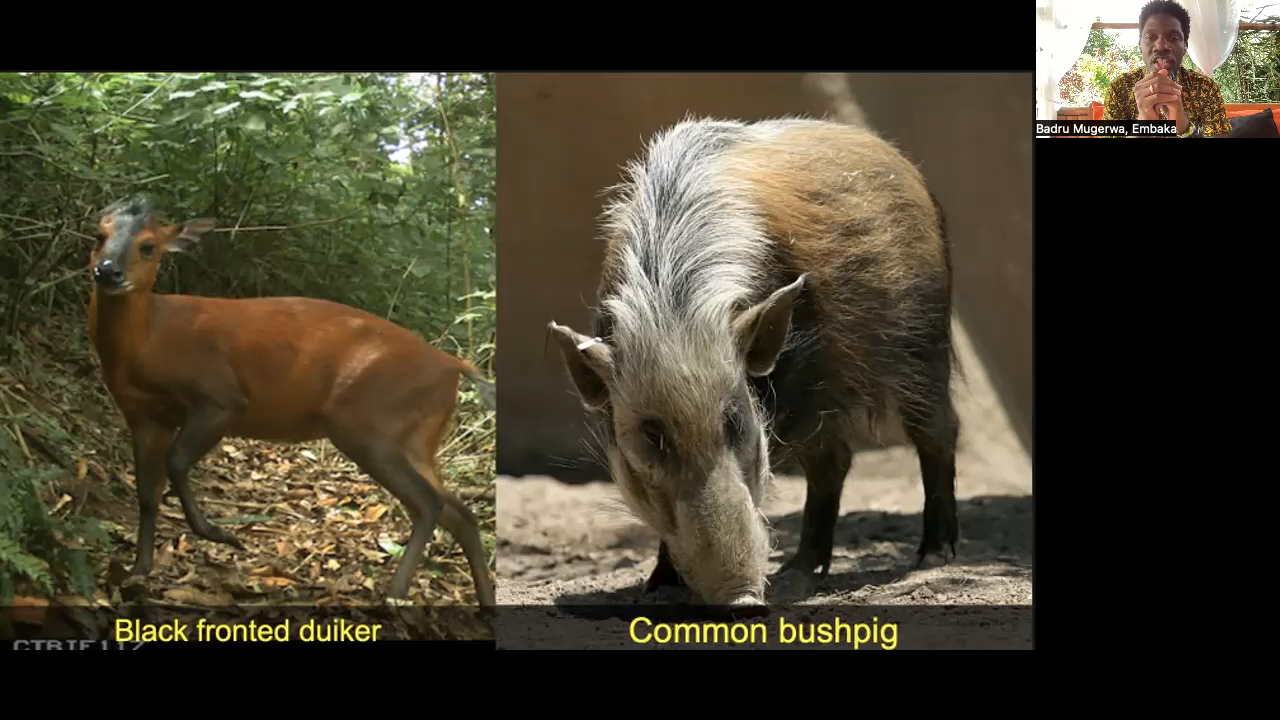 Badru Mugerwa, Embaka
Black fronted duiker
Common bushpig